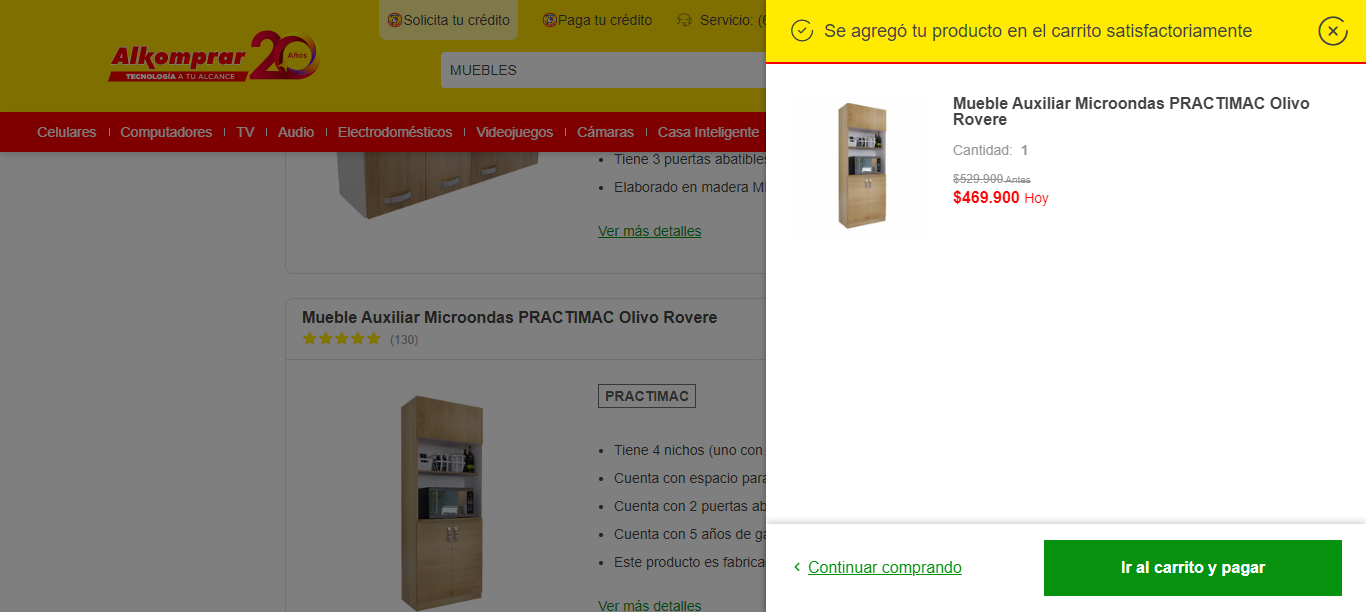 Solicita tu crédito
Paga tu crédito
Servicio: (6
Se agregó tu producto en el carrito satisfactoriamente
Alkomprar 20 Años
TECNOLOGÍA A TU ALCANCE
MUEBLES
Celulares
Computadores
TV
Audio
Electrodomésticos
Videojuegos
Cámaras
Casa Inteligente
Tiene 3 puertas abatibles
Elaborado en madera M
Ver más detalles
Mueble Auxiliar Microondas PRACTIMAC Olivo Rovere
(130)
PRACTIMAC
Tiene 4 nichos (uno con
Cuenta con espacio para
Cuenta con 2 puertas ab
Cuenta con 5 años de ga
Este producto es fabrica
Ver más detalles
Mueble Auxiliar Microondas PRACTIMAC Olivo
Rovere
Cantidad: 1
$529.900 Antes
$469.900 Hoy
Continuar comprando
Ir al carrito y pagar